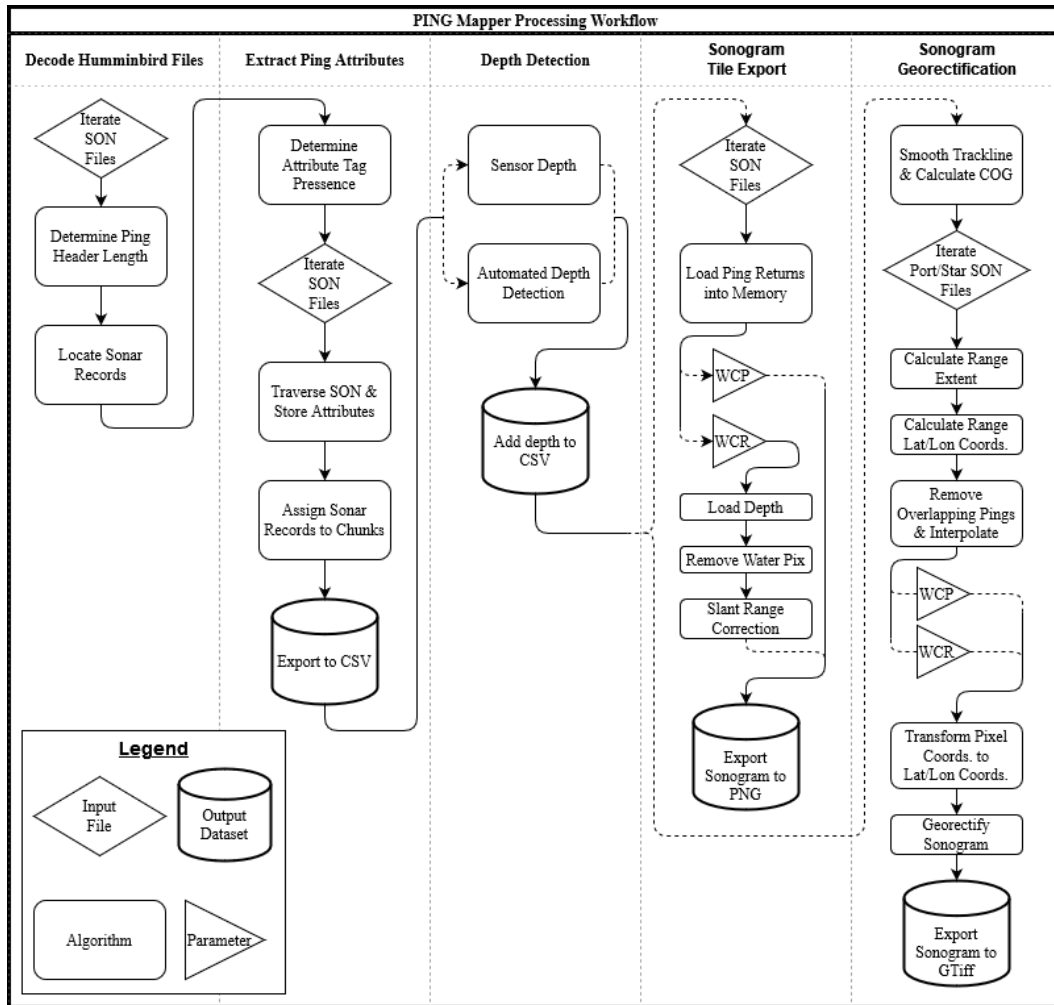 PING Mapper Processing Workflow
Decode Humminbird Files
Iterate
SON
Files
Determine Ping
Header Length
Locate Sonar
Records
Extract Ping Attributes
Determine
Attribute Tag
Pressence
Iterate
SON
Files
Traverse SON &
Store Attributes
Assign Sonar
Records to Chunks
Export to CSV
Depth Detection
Sensor Depth
Automated Depth
Detection
Add depth to
CSV
Sonogram
Tile Export
Iterate
SON
Files
Load Ping Returns
into Memory
WCP
WCR
Load Depth
Remove Water Pix
Slant Range
Correction
Export
Sonogram to
PNG
Sonogram
Georectification
Smooth Trackline
& Calculate COG
Iterate
Port/Star SON
Files
Calculate Range
Extent
Calculate Range
Lat/Lon Coords.
Remove
Overlapping Pings
& Interpolate
WCP
WCR
Transform Pixel
Coords. to
Lat/Lon Coords.
Georectify
Sonogram
Export
Sonogram to
GTiff
Legend
Input
File
Output
Dataset
Algorithm
Parameter